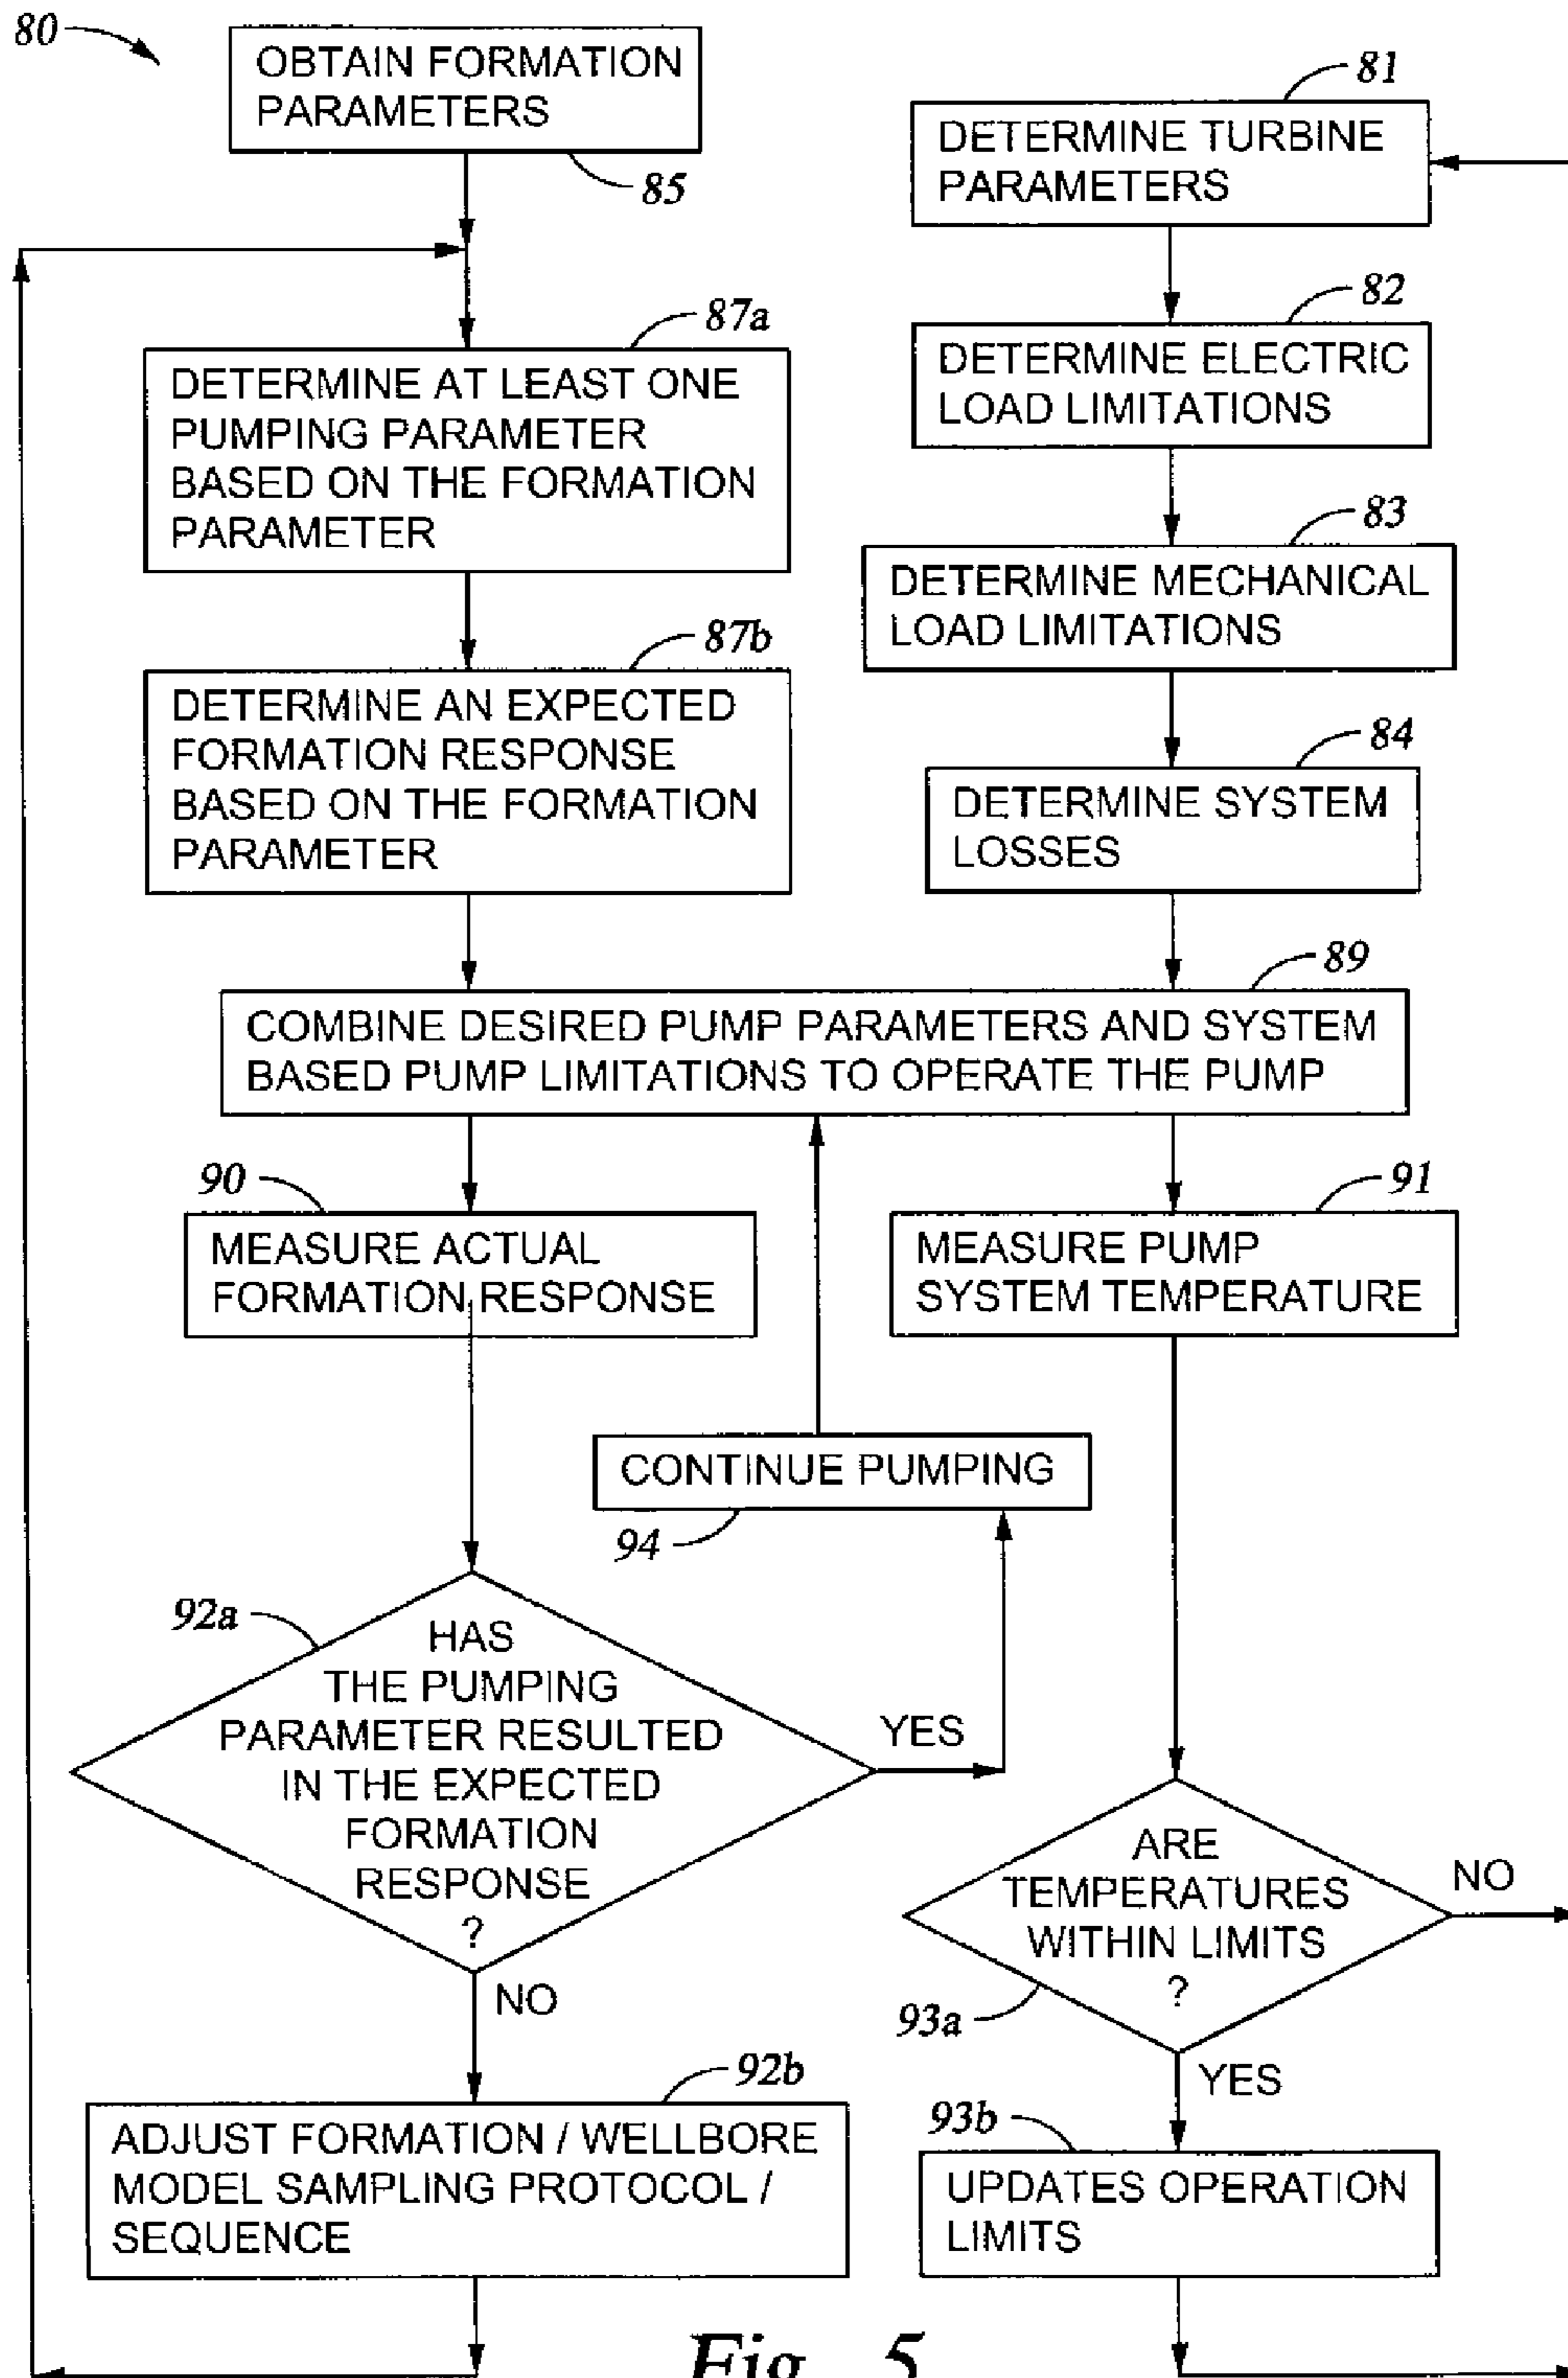 80
OBTAIN FORMATION
PARAMETERS
85
81
DETERMINE TURBINE
PARAMETERS
82
DETERMINE ELECTRIC
LOAD LIMITATIONS
87a
DETERMINE AT LEAST ONE
PUMPING PARAMETER
BASED ON THE FORMATION
PARAMETER
83
DETERMINE MECHANICAL
LOAD LIMITATIONS
87b
DETERMINE AN EXPECTED
FORMATION RESPONSE
BASED ON THE FORMATION
PARAMETER
84
DETERMINE SYSTEM
LOSSES
89
COMBINE DESIRED PUMP PARAMETERS AND SYSTEM
BASED PUMP LIMITATIONS TO OPERATE THE PUMP
90
MEASURE ACTUAL
FORMATION RESPONSE
91
MEASURE PUMP
SYSTEM TEMPERATURE
CONTINUE PUMPING
94
92a
HAS
THE PUMPING
PARAMETER RESULTED
IN THE EXPECTED
FORMATION
RESPONSE
?
YES
NO
ARE
TEMPERATURES
WITHIN LIMITS
?
NO
93a
YES
92b
ADJUST FORMATION / WELLBORE
MODEL SAMPLING PROTOCOL /
SEQUENCE
93b
UPDATES OPERATION
LIMITS
Fig. 5